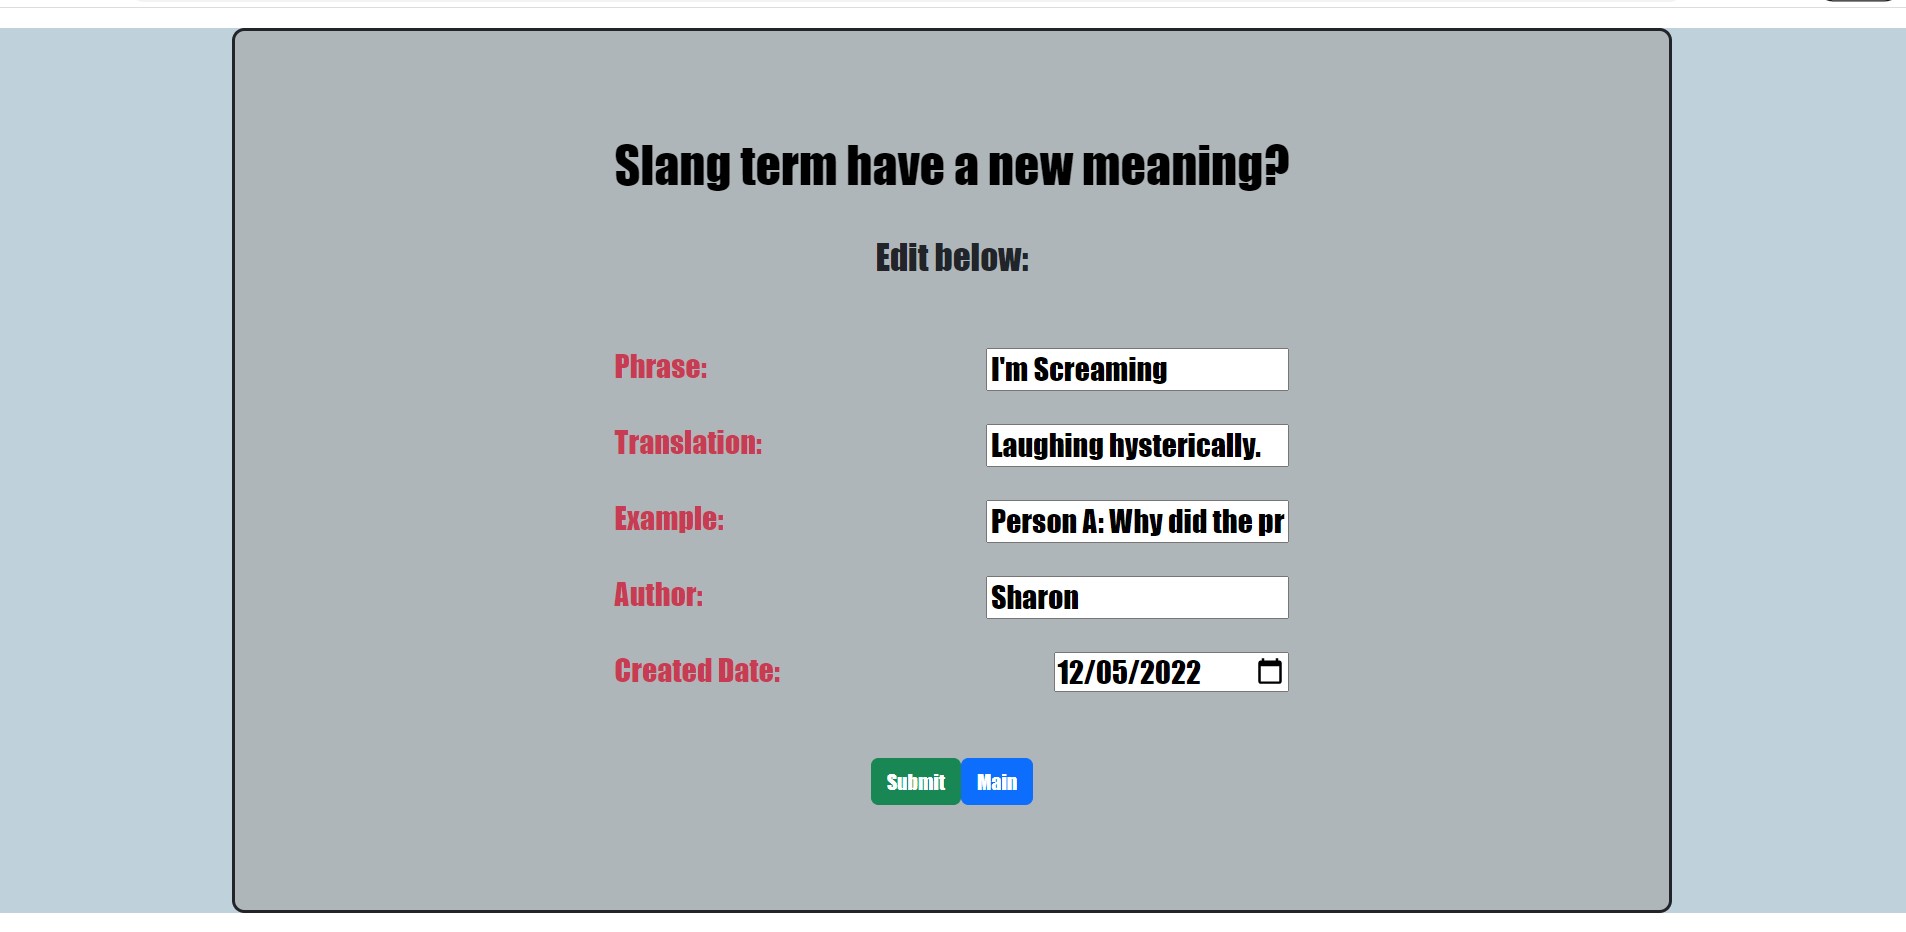 Slang term have a new meaning?
Edit below:
Phrase: I'm Screaming
Translation: Laughing hysterically.
Example: Person A: Why did the pr
Author: Sharon
Created Date: 12/05/2022
Submit Main